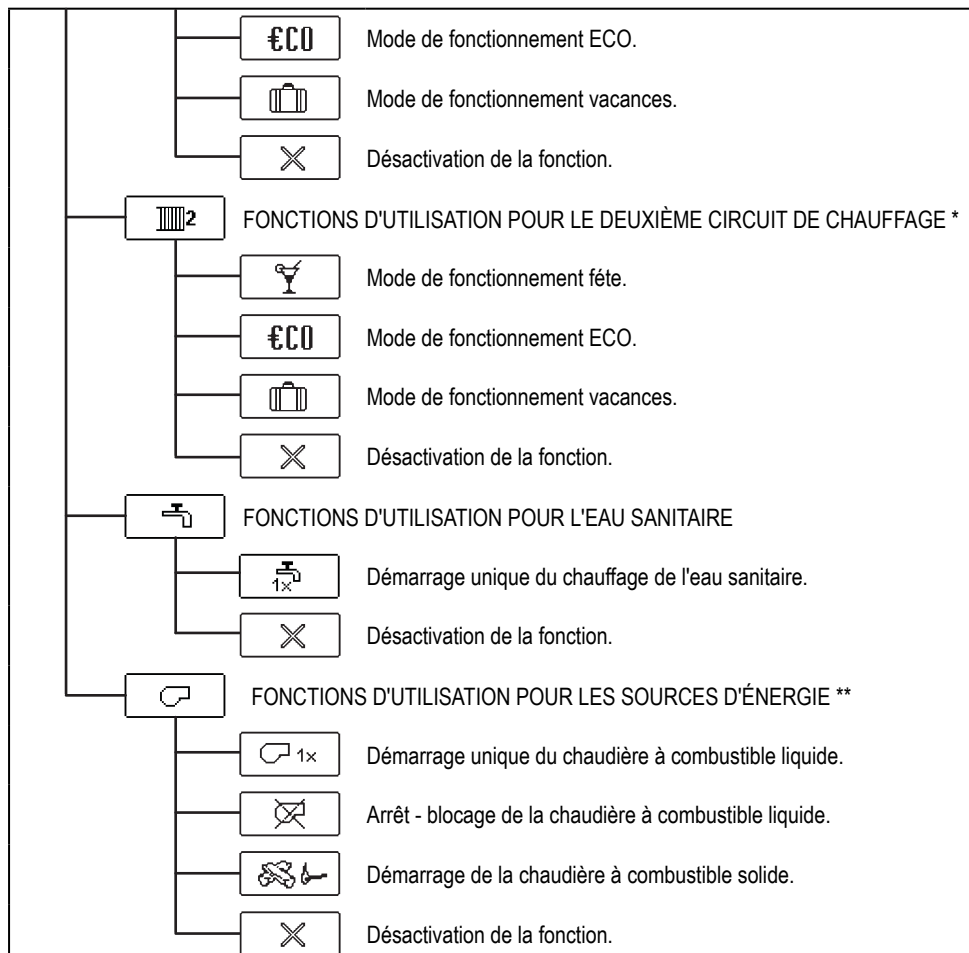 €CO Mode de fonctionnement ECO.
Mode de fonctionnement vacances.
Désactivation de la fonction.
2 FONCTIONS D'UTILISATION POUR LE DEUXIÈME CIRCUIT DE CHAUFFAGE *
Mode de fonctionnement féte.
€CO Mode de fonctionnement ECO.
Mode de fonctionnement vacances.
Désactivation de la fonction.
FONCTIONS D'UTILISATION POUR L'EAU SANITAIRE
1x Démarrage unique du chauffage de l'eau sanitaire.
Désactivation de la fonction.
FONCTIONS D'UTILISATION POUR LES SOURCES D'ÉNERGIE **
1x Démarrage unique du chaudière à combustible liquide.
Arrêt - blocage de la chaudière à combustible liquide.
Démarrage de la chaudière à combustible solide.
Désactivation de la fonction.